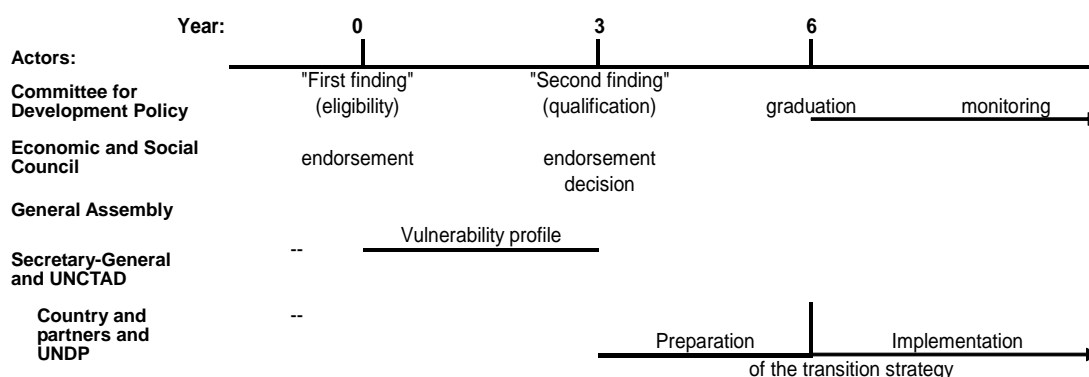 Year: 0 3 6
Actors:
Committee for
Development Policy
"First finding"
(eligibility)
"Second finding"
(qualification)
graduation
monitoring
Economic and Social
Council
endorsement
endorsement
decision
General Assembly
Secretary-General
and UNCTAD
--
Vulnerability profile
Country and
partners and
UNDP
--
Preparation
Implementation
of the transition strategy